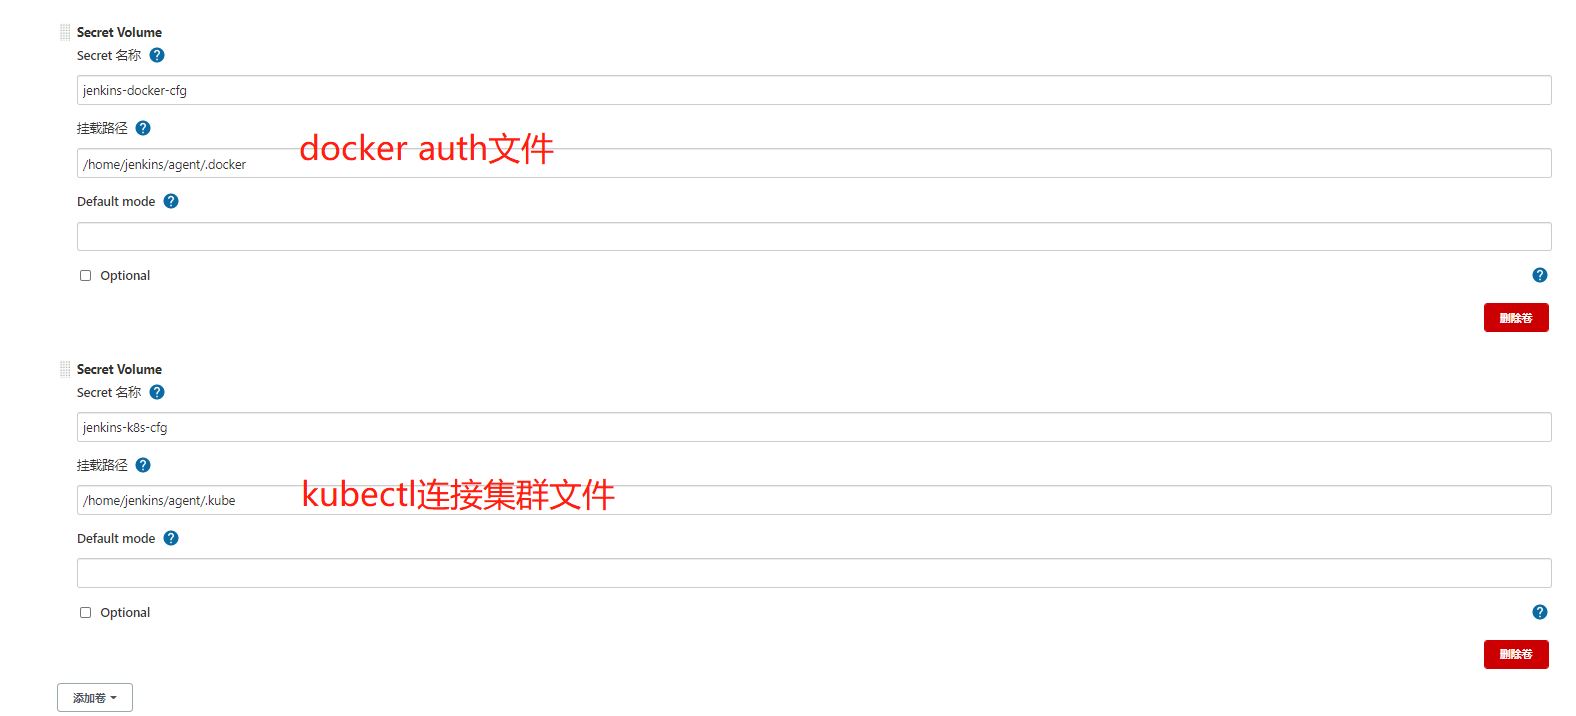 Secret Volume
Secret 名称
jenkins-docker-cfg
挂载路径
docker auth文件
/home/jenkins/agent/.docker
Default mode
Optional
删除卷
Secret Volume
Secret 名称
jenkins-k8s-cfg
挂载路径
kubectl连接集群文件
/home/jenkins/agent/.kube
Default mode
Optional
删除卷
添加卷